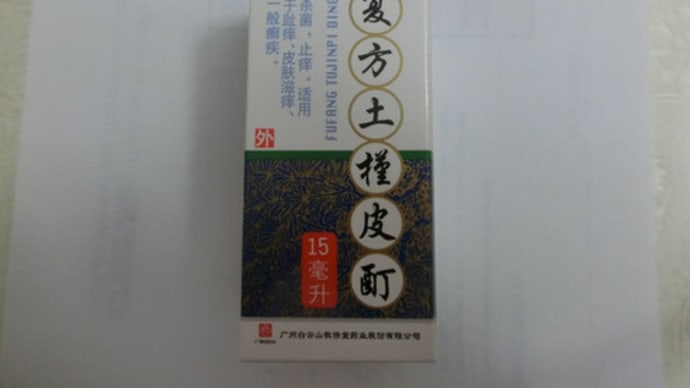 复方土槿皮酊
FUFANG TUJINPI DING
杀菌，止痒。适用
于趾痒、皮肤滋痒、
一般癣疾。
外
15
毫升
广州白云山敬修堂药业股份有限公司